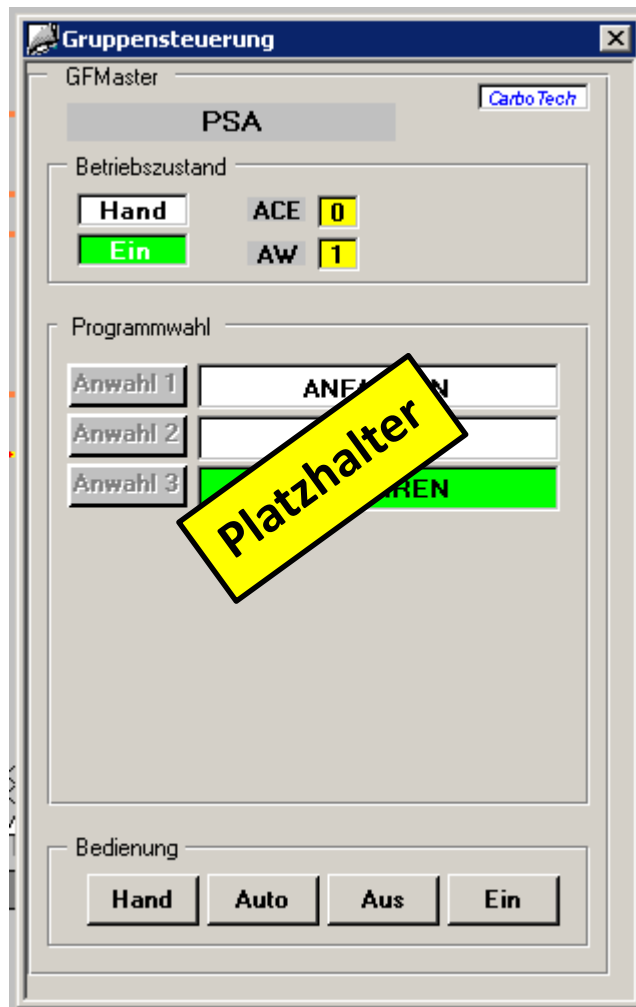 Gruppensteuerung
GFMaster
CarboTech
PSA
Betriebszustand
Hand ACE 0
Ein AW 1
Programmwahl
Anwahl 1
Anwahl 2
Anwahl 3
Platzhalter
Bedienung
Hand Auto Aus Ein